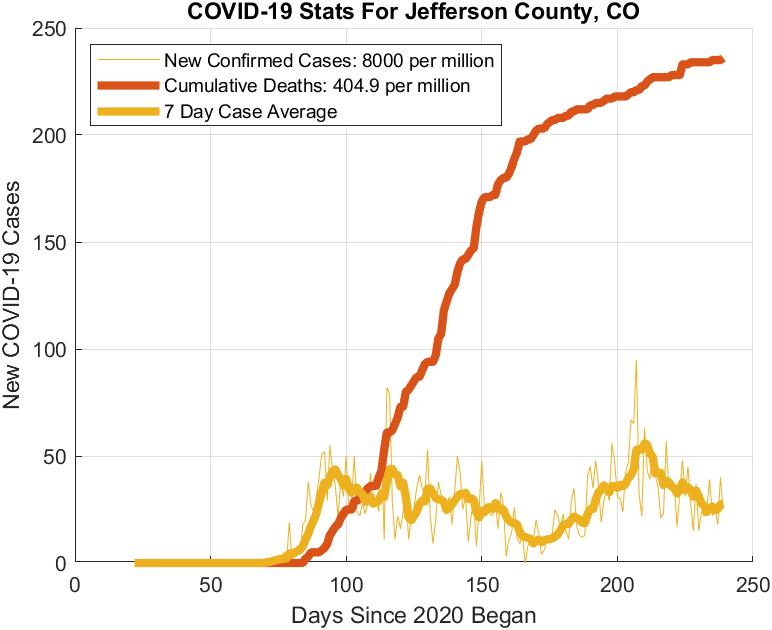 COVID-19 Stats For Jefferson County, CO
250
New Confirmed Cases: 8000 per million
Cumulative Deaths: 404.9 per million
7 Day Case Average
200
150
100
50
0
New COVID-19 Cases
0 50 100 150 200 250
Days Since 2020 Began